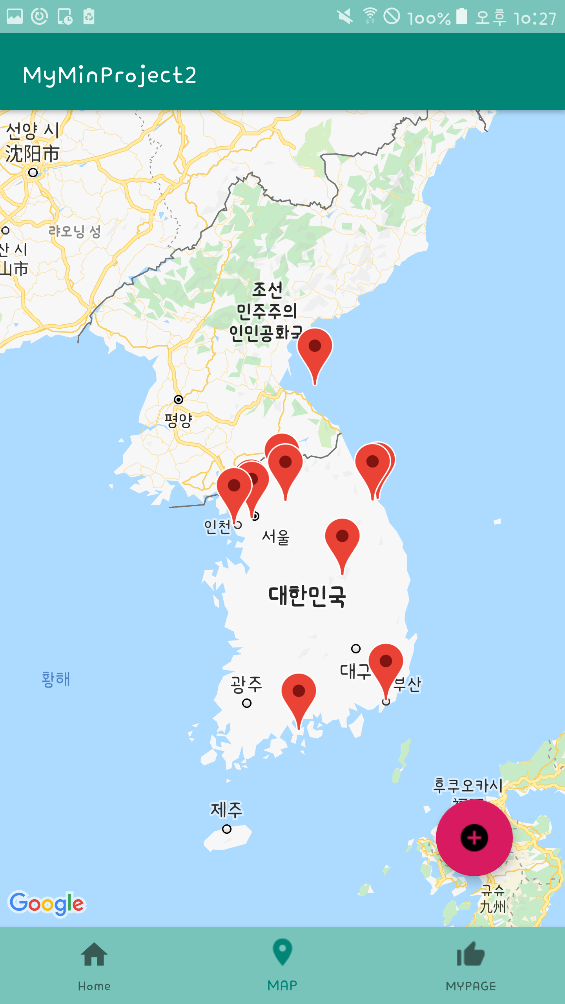 100% 오후 10:27
MyMinProject2
선양 시
沈阳市
랴오닝 성
산 시
山市
조선
민주주의
인민공화국
평양
인천
서울
대한민국
황해
대구
부산
광주
제주
후쿠오카시
규슈
九州
Google
Home
MAP
MYPAGE